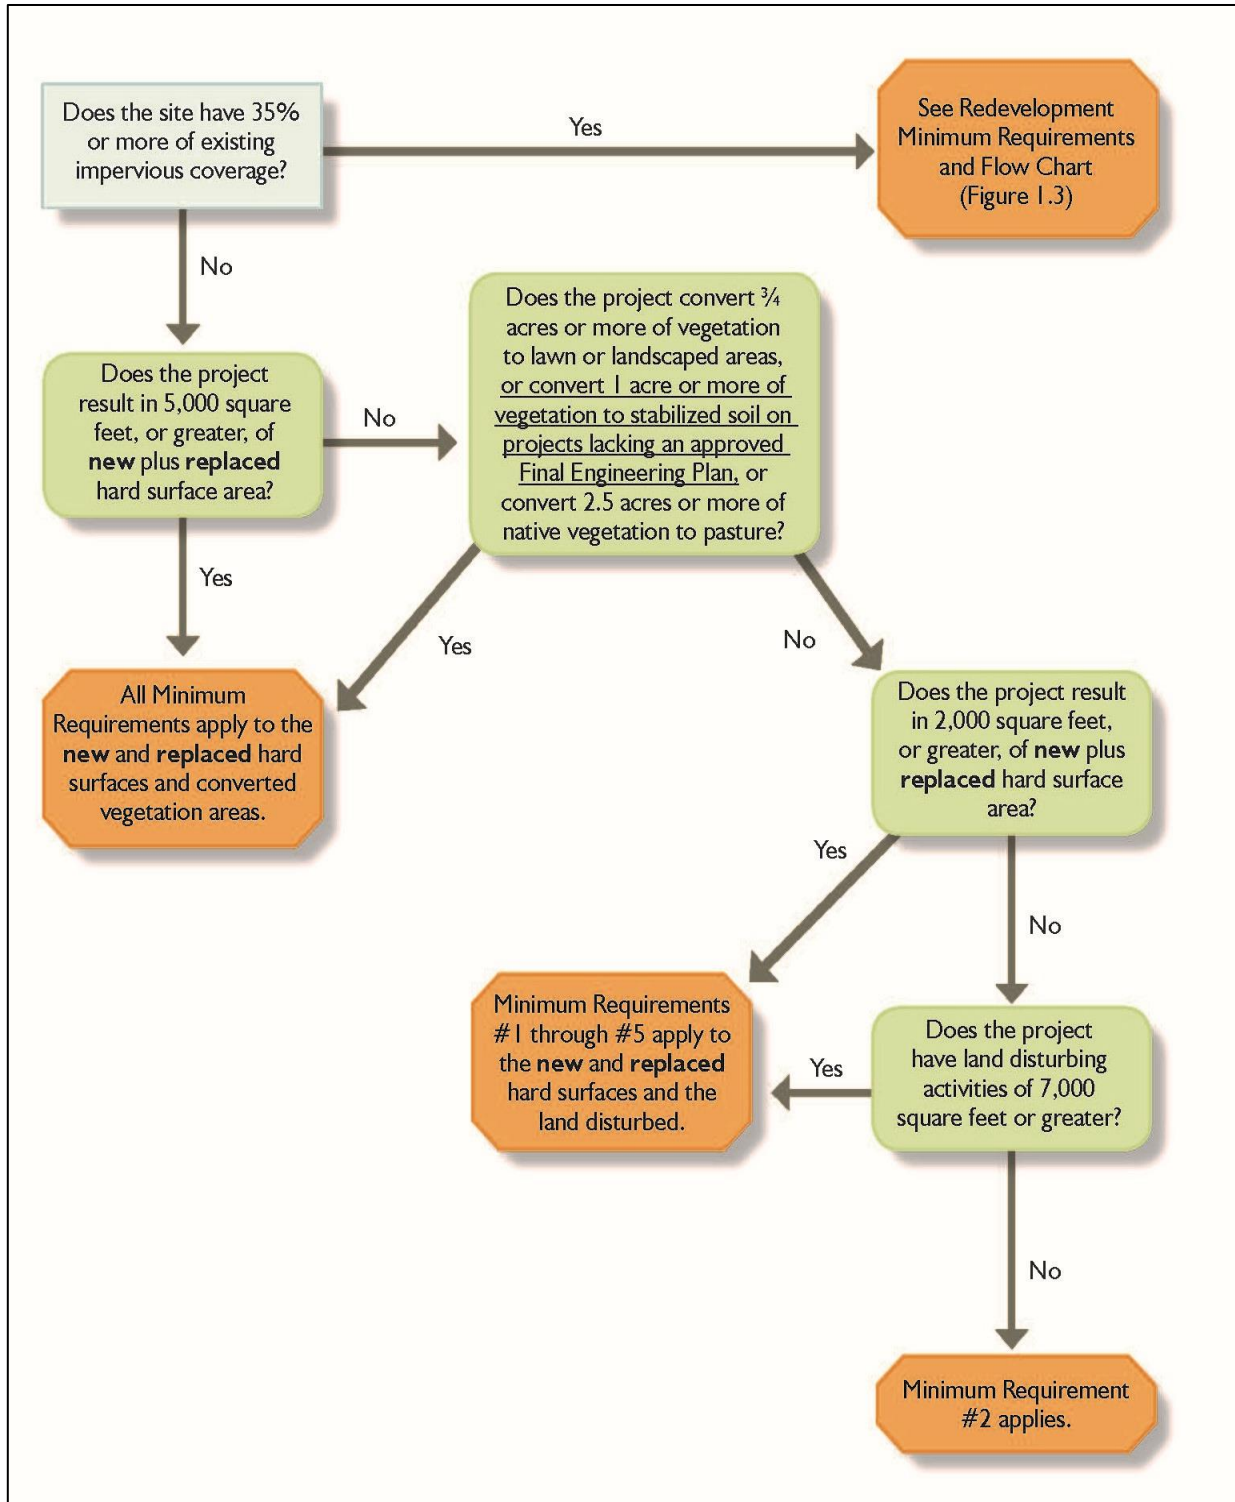 Does the site have 35%
or more of existing
impervious coverage?
Yes
See Redevelopment
Minimum Requirements
and Flow Chart
(Figure 1.3)
No
Does the project
result in 5,000 square
feet, or greater, of
new plus replaced
hard surface area?
No
Does the project convert ¾
acres or more of vegetation
to lawn or landscaped areas,
or convert 1 acre or more of
vegetation to stabilized soil on
projects lacking an approved
Final Engineering Plan, or
convert 2.5 acres or more of
native vegetation to pasture?
Yes
Yes
No
All Minimum
Requirements apply to the
new and replaced hard
surfaces and converted
vegetation areas.
Does the project result
in 2,000 square feet,
or greater, of new plus
replaced hard surface
area?
Yes
No
Minimum Requirements
#1 through #5 apply to
the new and replaced
hard surfaces and the
land disturbed.
Yes
Does the project
have land disturbing
activities of 7,000
square feet or greater?
No
Minimum Requirement
#2 applies.